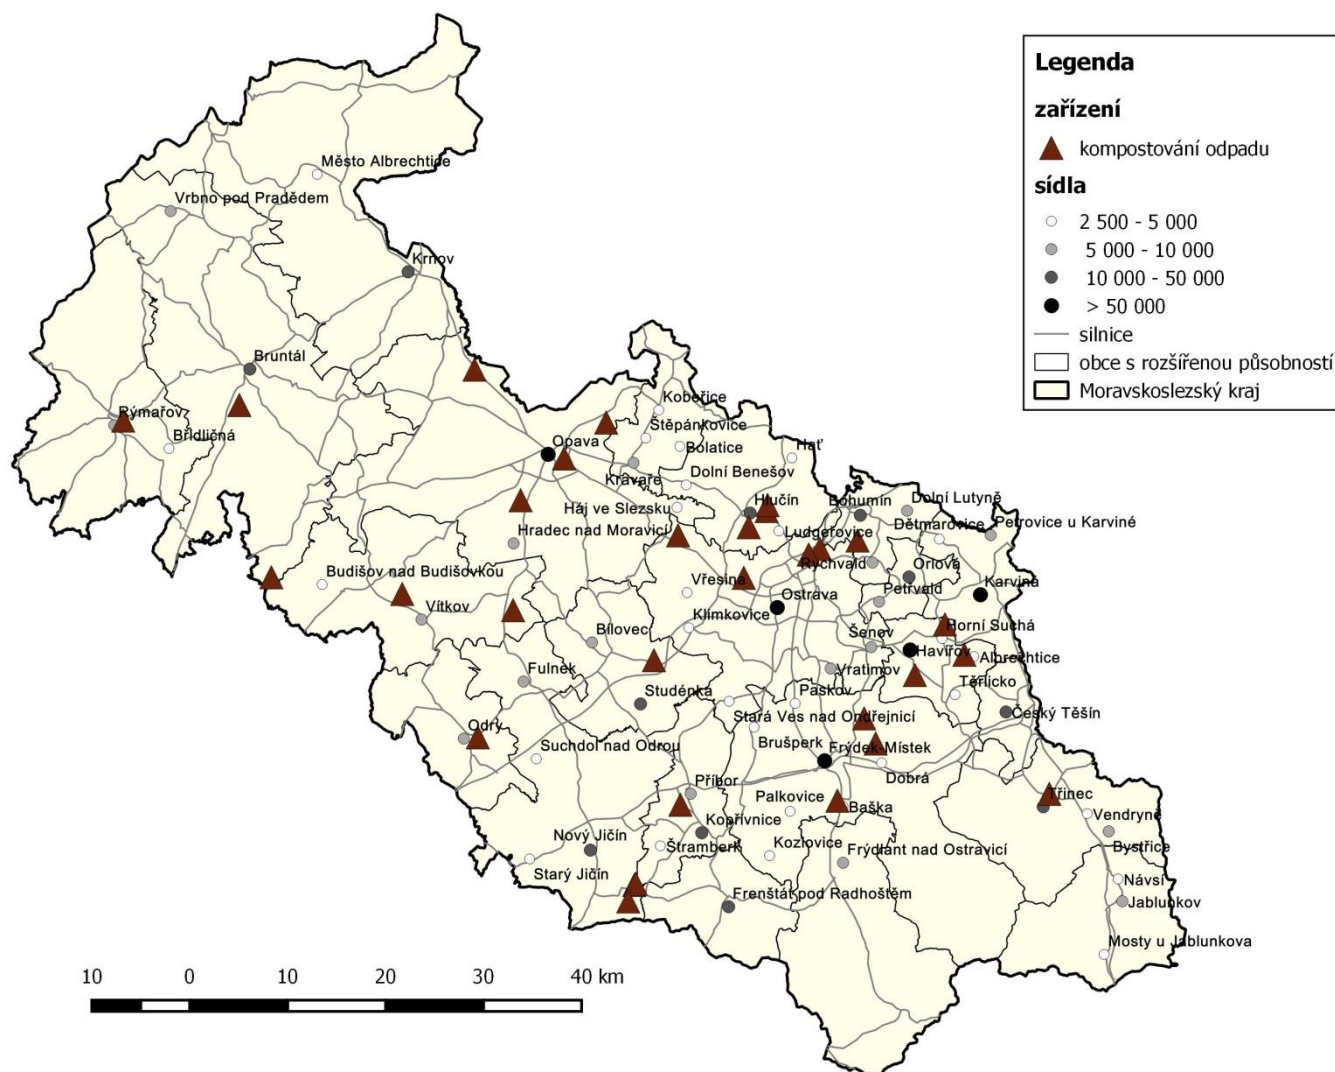 Legenda
zařízení
kompostování odpadu
sídla
2 500 - 5 000
5 000 - 10 000
10 000 - 50 000
> 50 000
silnice
obce s rozšířenou působností
Moravskoslezský kraj
Město Albrechtice
Vrbno pod Pradědem
Krnov
Bruntál
Rýmařov
Břidličná
Kobeřice
Štěpánkovice
Opava
Bolatice
Hať
Kravaře
Dolní Benešov
Háj ve Slezsku
Hlučín
Bohumín
Dolní Lutyně
Hradec nad Moravicí
Ludgeřovice
Dětmarovice
Petrovice u Karviné
Rychvald
Orlová
Budišov nad Budišovkou
Vřesina
Petřvald
Karviná
Vítkov
Klimkovice
Ostrava
Horní Suchá
Bílovec
Šenov
Havířov
Albrechtice
Fulnek
Vratimov
Těrlicko
Studénka
Paskov
Český Těšín
Odry
Stará Ves nad Ondřejnicí
Suchdol nad Odrou
Brušperk
Frýdek-Místek
Dobrá
Příbor
Palkovice
Baška
Třinec
Vendryně
Kopřivnice
Nový Jičín
Štramberk
Kozlovice
Frýdlant nad Ostravicí
Bystřice
Starý Jičín
Návsí
Frenštát pod Radhoštěm
Jablunkov
Mosty u Jablunkova
10 0 10 20 30 40 km